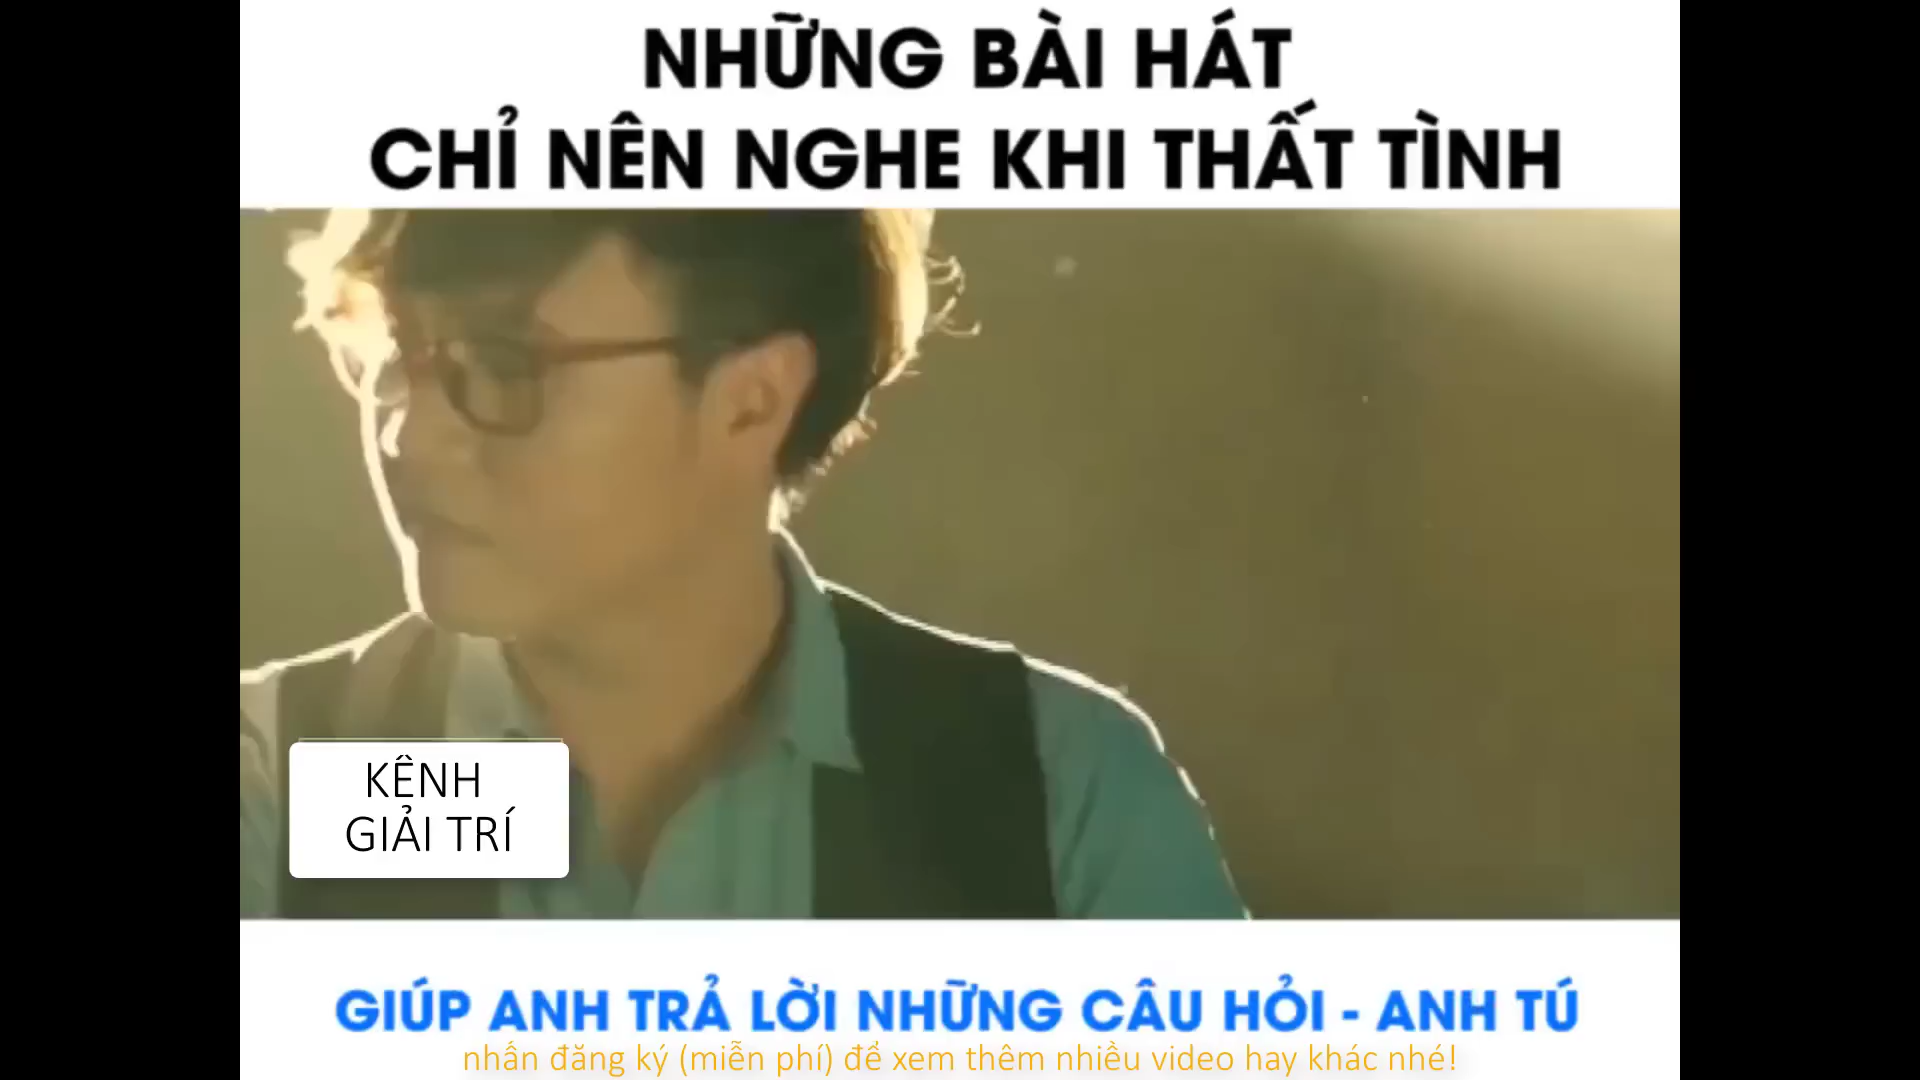 NHỮNG BÀI HÁT
CHỈ NÊN NGHE KHI THẤT TÌNH
KÊNH
GIẢI TRÍ
GIÚP ANH TRẢ LỜI NHỮNG CÂU HỎI - ANH TÚ
nhấn đăng ký (miễn phí) để xem thêm nhiều video hay khác nhé!